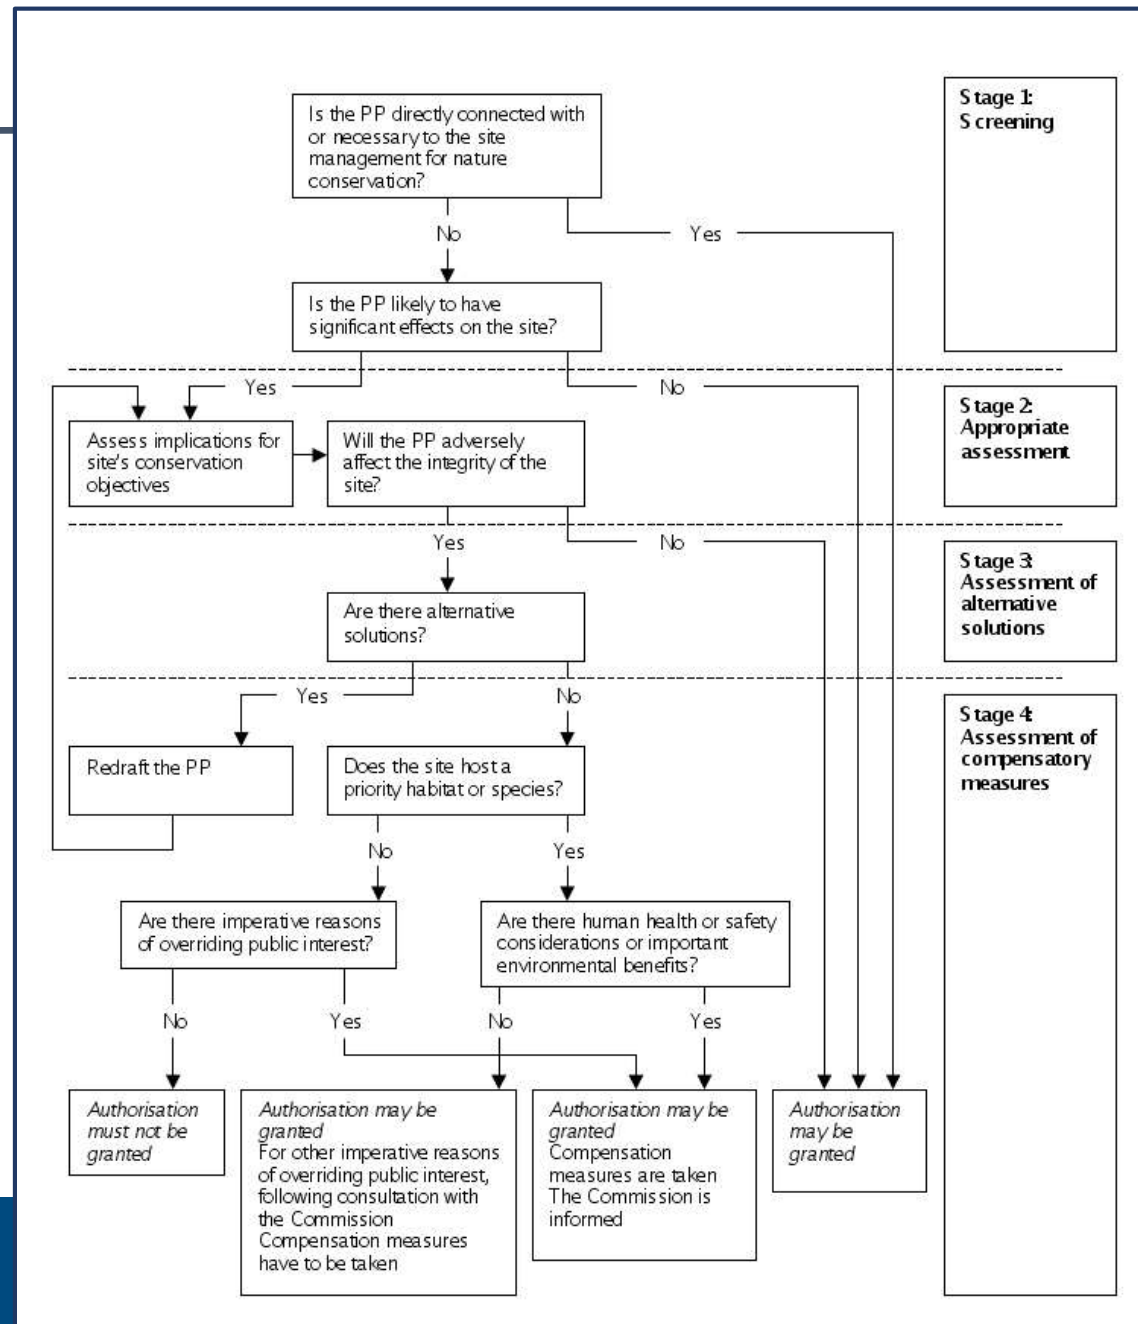 Is the PP directly connected with
or necessary to the site
management for nature
conservation?
Stage 1:
Screening
No
Yes
Is the PP likely to have
significant effects on the site?
Yes
No
Stage 2:
Appropriate
assessment
Assess implications for
site's conservation
objectives
Will the PP adversely
affect the integrity of the
site?
Yes
No
Stage 3:
Assessment of
alternative
solutions
Are there alternative
solutions?
Yes
No
Stage 4:
Assessment of
compensatory
measures
Redraft the PP
Does the site host a
priority habitat or species?
No
Yes
Are there imperative reasons
of overriding public interest?
Are there human health or safety
considerations or important
environmental benefits?
No
Yes
No
Yes
Authorisation
must not be
granted
Authorisation may be
granted
For other imperative reasons
of overriding public interest,
following consultation with
the Commission
Compensation measures
have to be taken
Authorisation may be
granted
Compensation
measures are taken
The Commission is
informed
Authorisation
may be
granted